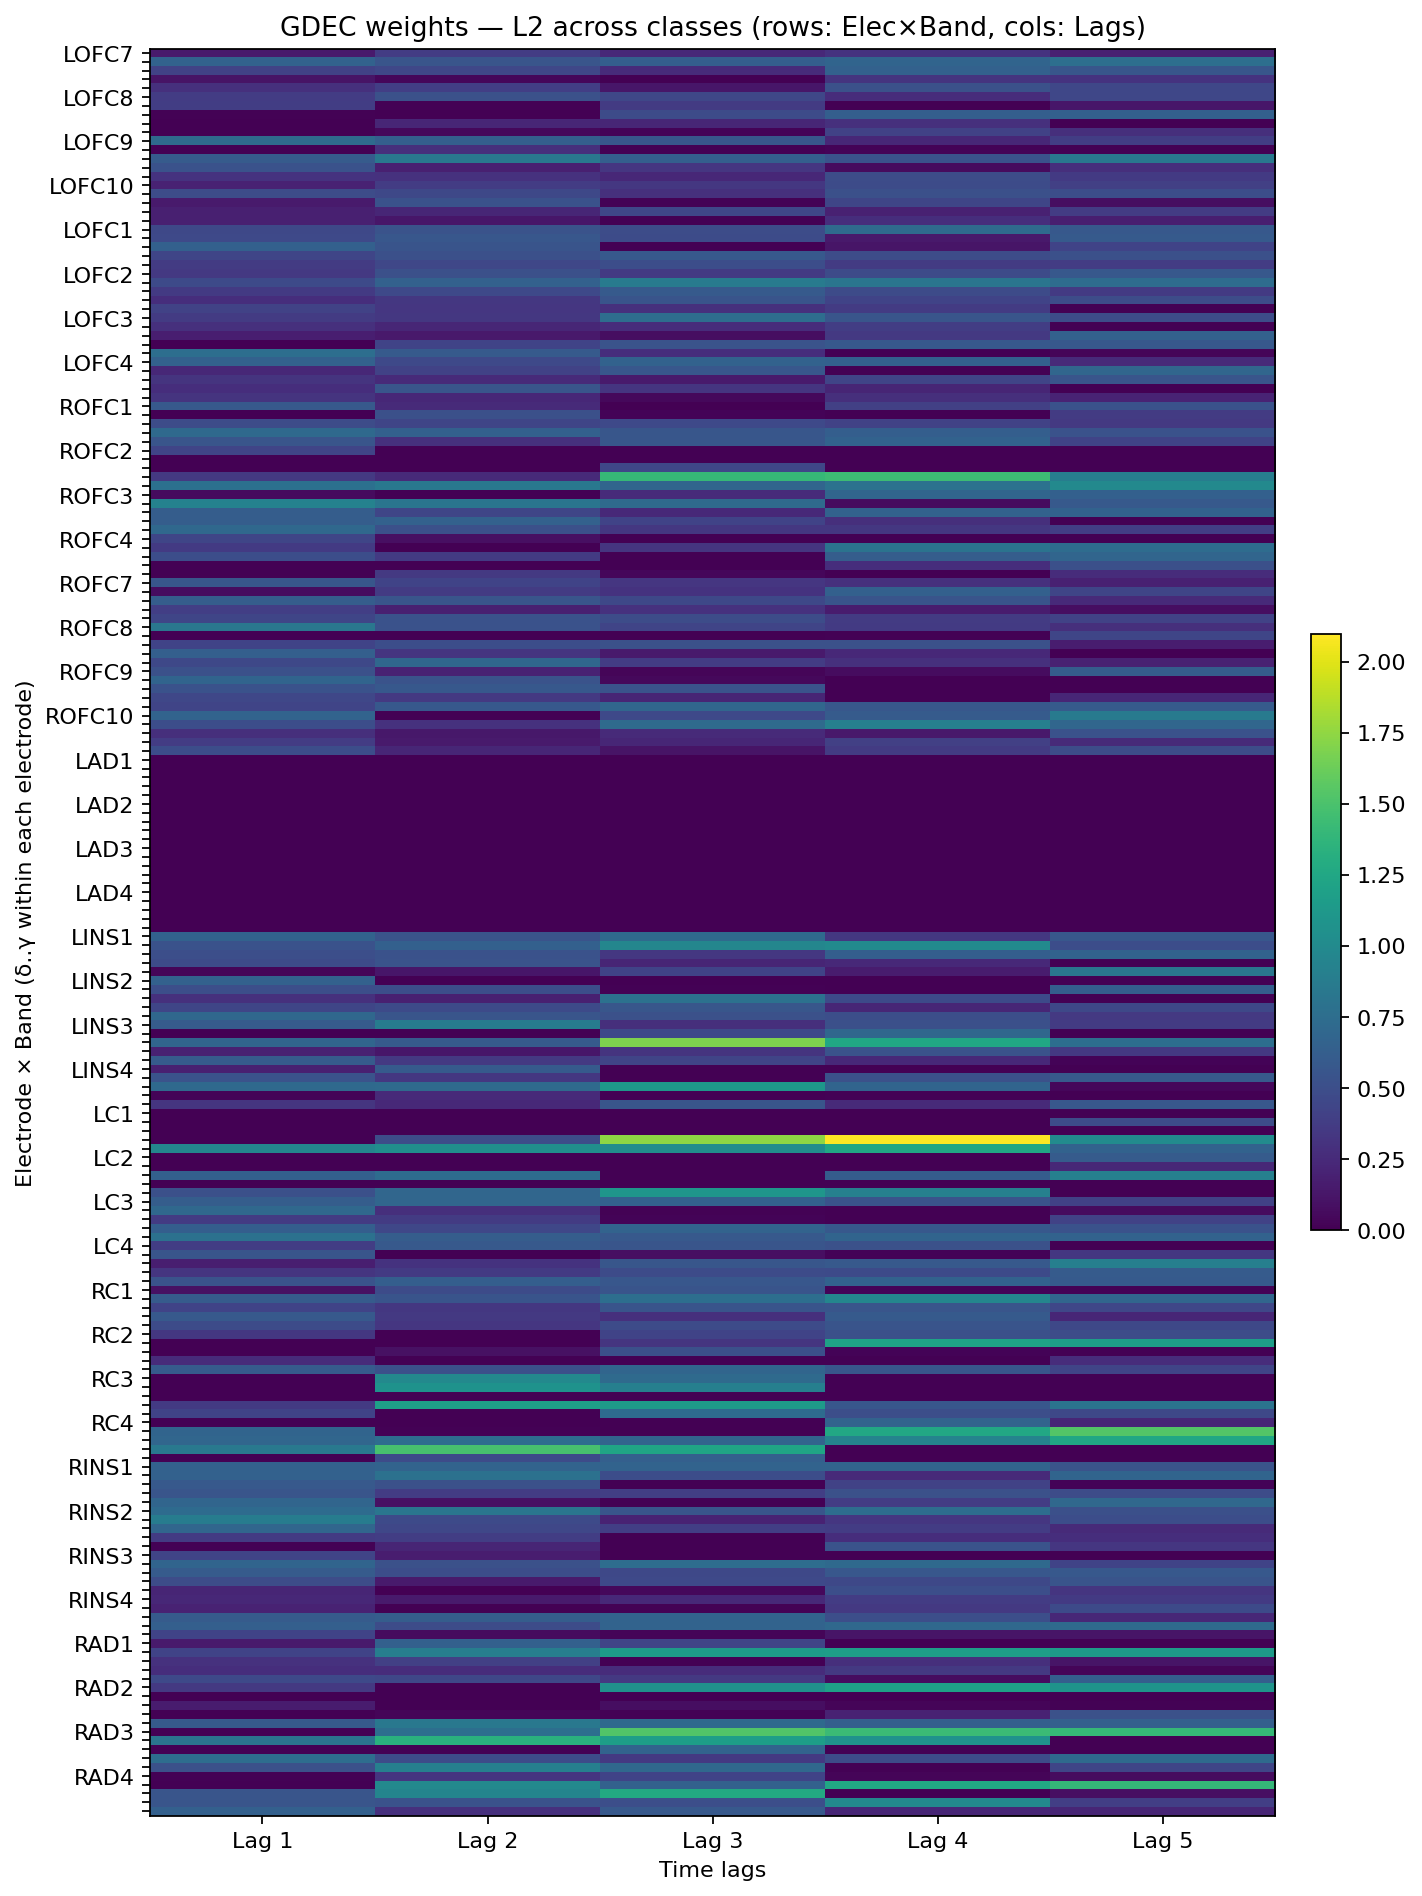 GDEC weights — L2 across classes (rows: Elec×Band, cols: Lags)
LOFC7
LOFC8
LOFC9
LOFC10
LOFC1
LOFC2
LOFC3
LOFC4
ROFC1
ROFC2
ROFC3
ROFC4
ROFC7
ROFC8
ROFC9
ROFC10
LAD1
LAD2
LAD3
LAD4
LINS1
LINS2
LINS3
LINS4
LC1
LC2
LC3
LC4
RC1
RC2
RC3
RC4
RINS1
RINS2
RINS3
RINS4
RAD1
RAD2
RAD3
RAD4
Electrode × Band (δ..γ within each electrode)
Lag 1
Lag 2
Lag 3
Lag 4
Lag 5
Time lags
2.00
1.75
1.50
1.25
1.00
0.75
0.50
0.25
0.00